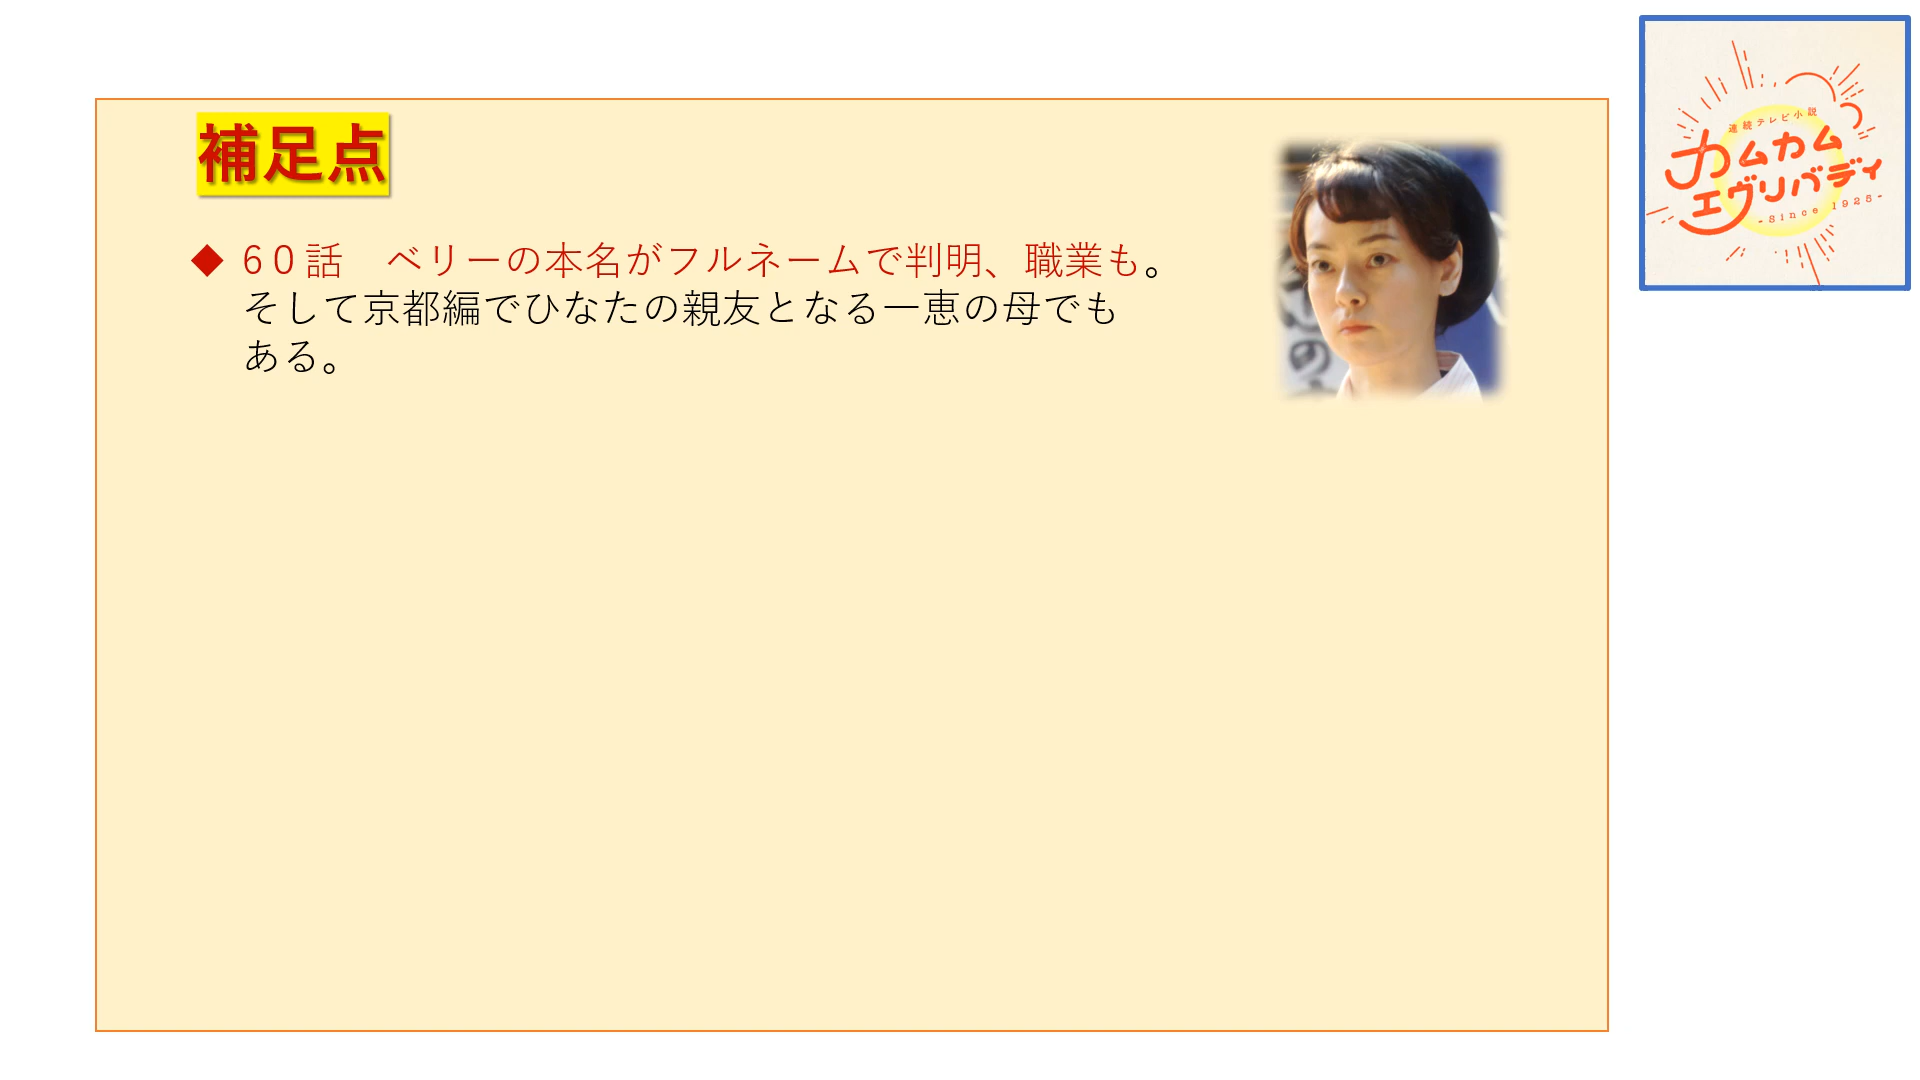 補足点
◆ 60話　ベリーの本名がフルネームで判明、職業も。
そして京都編でひなたの親友となる一恵の母でも
ある。
連続テレビ小説
カムカム
エヴリバディ
-Since 1925-
の